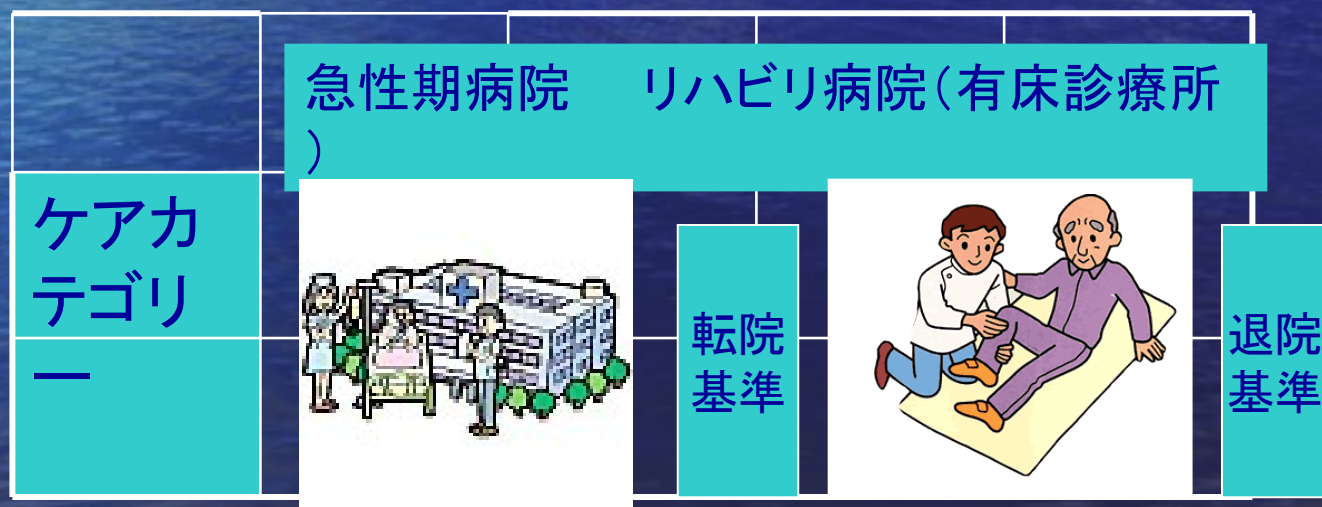 急性期病院　　リハビリ病院（有床診療所
）
ケアカ
テゴリ
ー
転院
基準
退院
基準